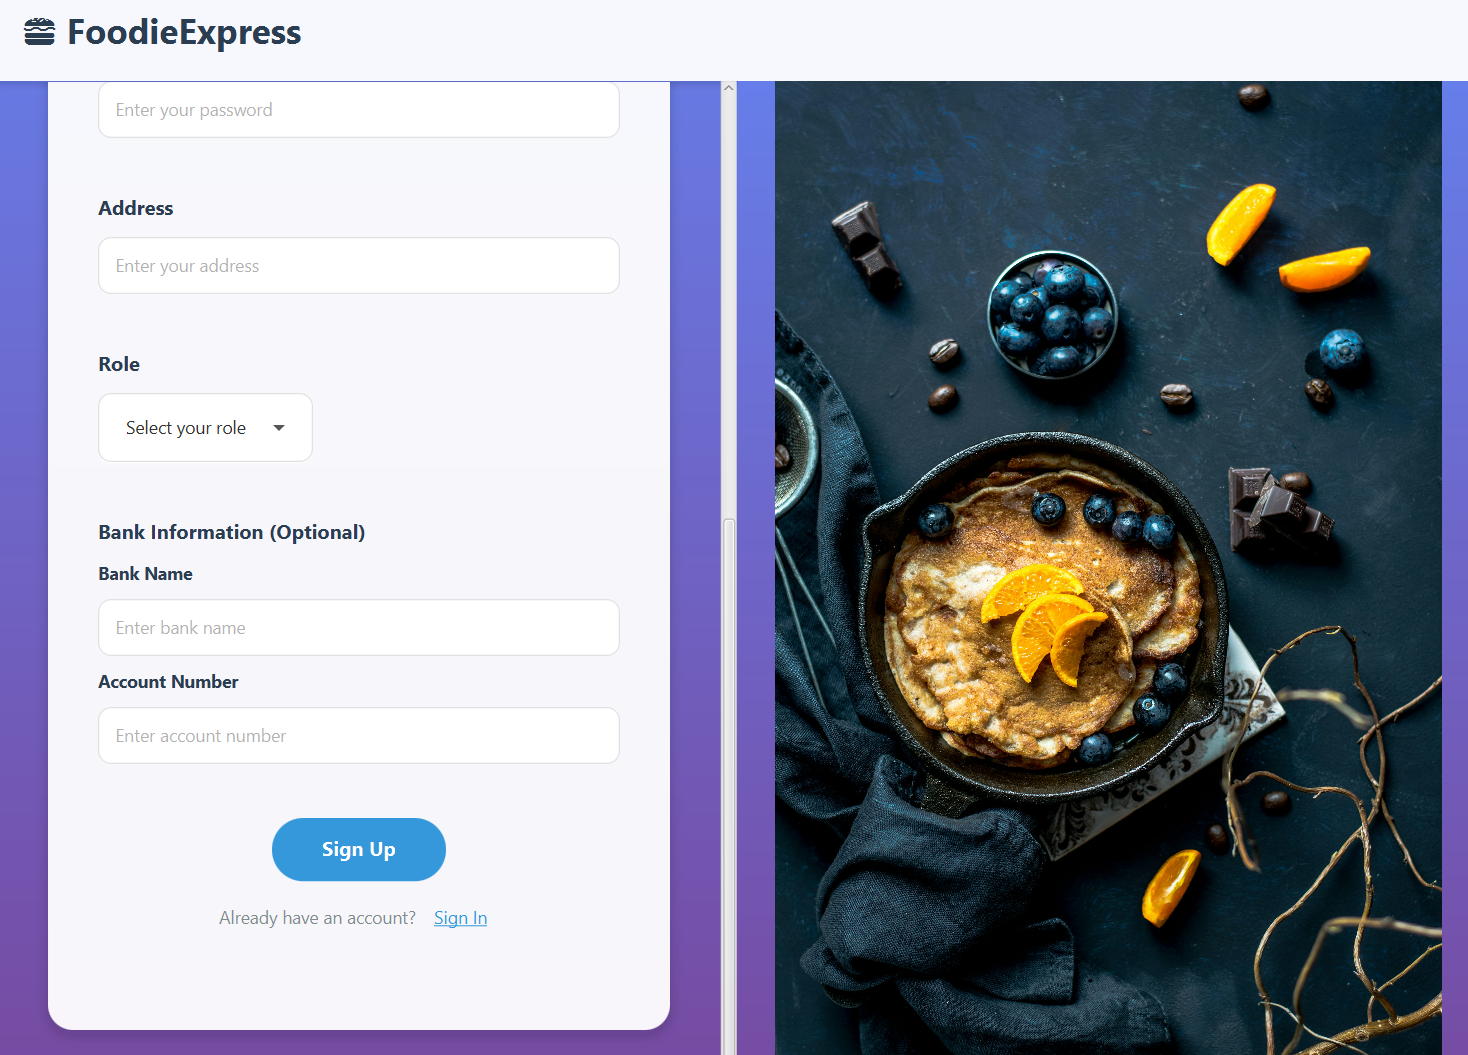 FoodieExpress
Enter your password
Address
Enter your address
Role
Select your role
Bank Information (Optional)
Bank Name
Enter bank name
Account Number
Enter account number
Sign Up
Already have an account? Sign In